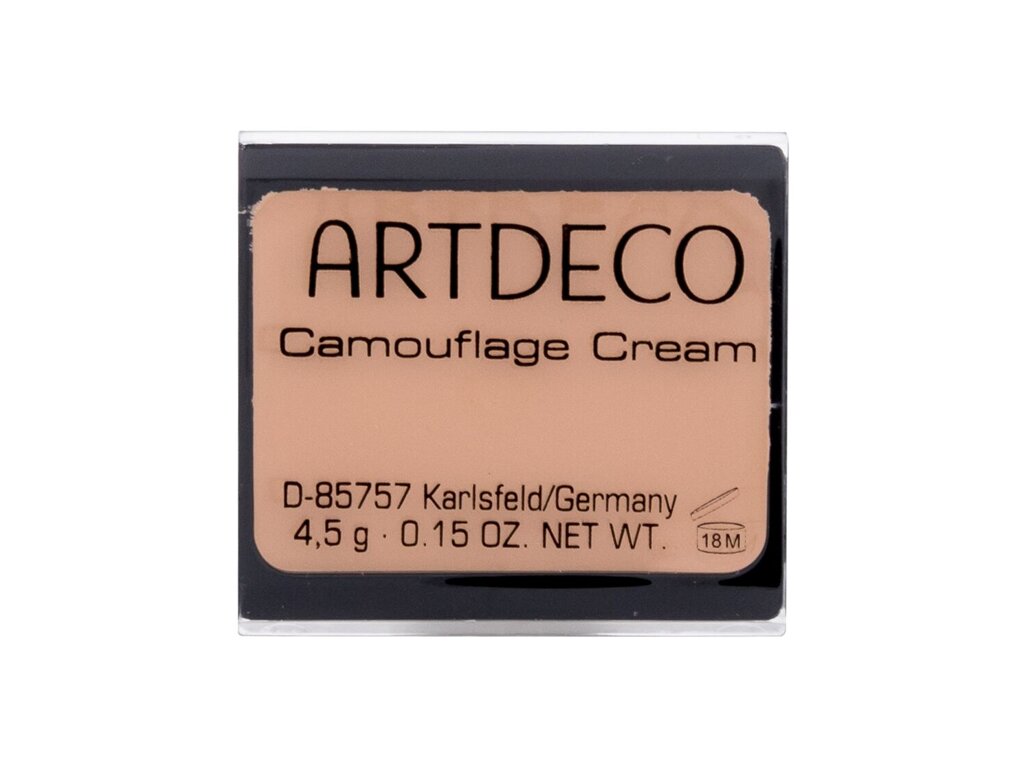 ARTDECO
Camouflage Cream
D-85757 Karlsfeld/Germany
4,5 g · 0.15 OZ. NET WT.
18M